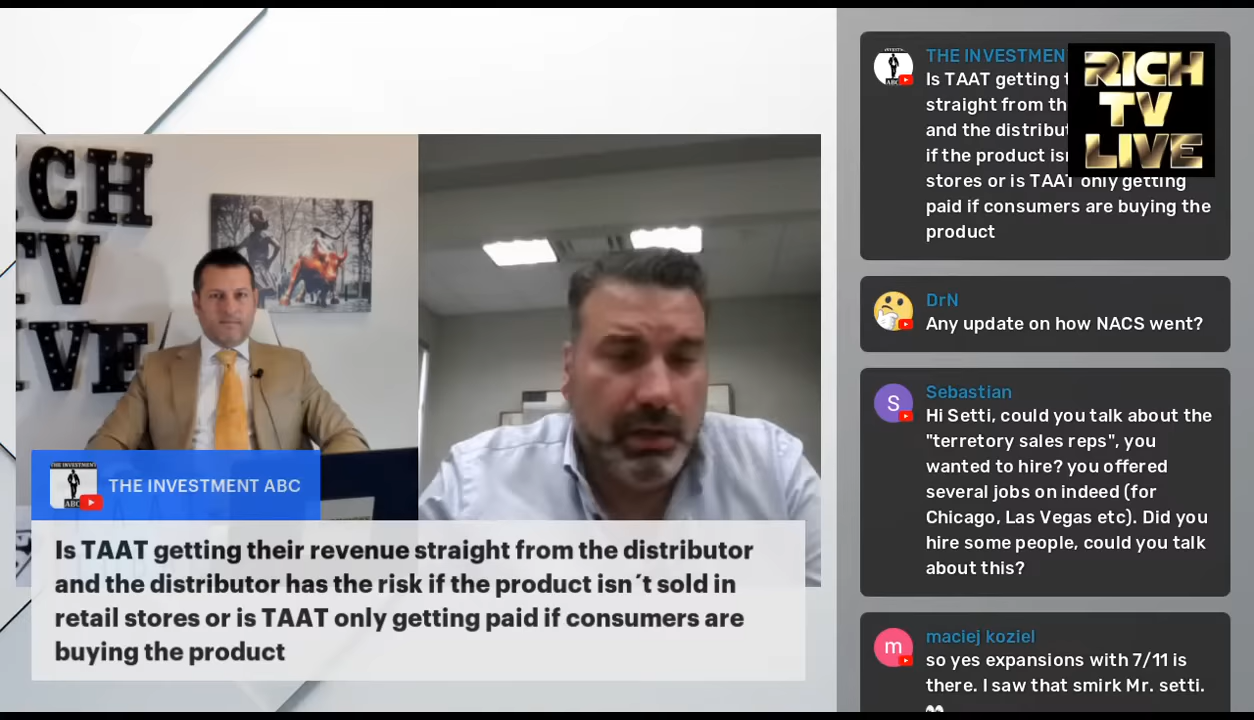 CH
TV
IVE
THE INVESTMENT
ABC
THE INVESTMENT ABC
Is TAAT getting their revenue straight from the distributor
and the distributor has the risk if the product isn´t sold in
retail stores or is TAAT only getting paid if consumers are
buying the product
THE INVESTMEN
Is TAAT getting
straight from th
and the distribut
if the product isn
stores or is TAAT only getting
paid if consumers are buying the
product
RICH
TV
LIVE
DrN
Any update on how NACS went?
S
Sebastian
Hi Setti, could you talk about the
"terretory sales reps", you
wanted to hire? you offered
several jobs on indeed (for
Chicago, Las Vegas etc). Did you
hire some people, could you talk
about this?
m
maciej koziel
so yes expansions with 7/11 is
there. I saw that smirk Mr. setti.